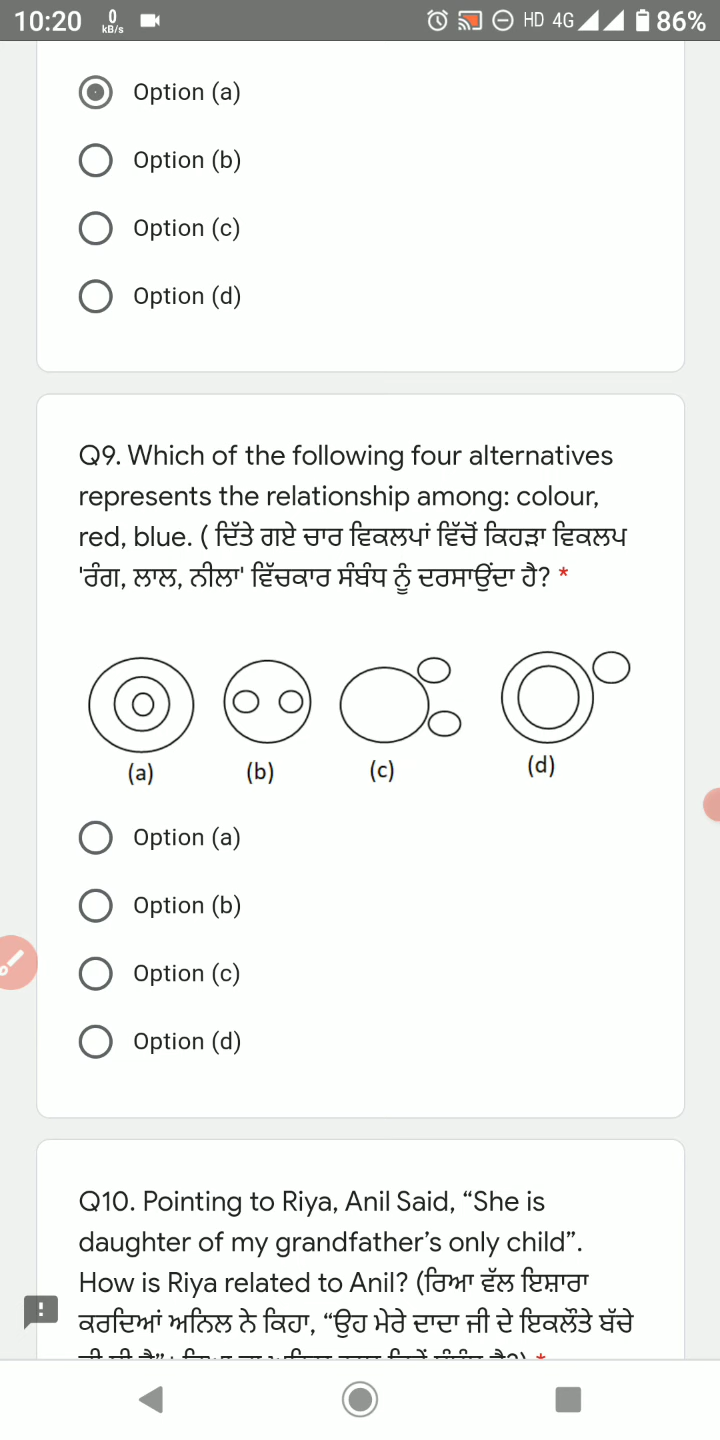 10:20 0 kB/s HD 4G 86%
Option (a)
Option (b)
Option (c)
Option (d)
Q9. Which of the following four alternatives
represents the relationship among: colour,
red, blue. ( ਦਿੱਤੇ ਗਏ ਚਾਰ ਵਿਕਲਪਾਂ ਵਿੱਚੋਂ ਕਿਹੜਾ ਵਿਕਲਪ
'ਰੰਗ, ਲਾਲ, ਨੀਲਾ' ਵਿੱਚਕਾਰ ਸੰਬੰਧ ਨੂੰ ਦਰਸਾਉਂਦਾ ਹੈ? *
(a) (b) (c) (d)
Option (a)
Option (b)
Option (c)
Option (d)
Q10. Pointing to Riya, Anil Said, “She is
daughter of my grandfather’s only child”.
How is Riya related to Anil? (ਰਿਆ ਵੱਲ ਇਸ਼ਾਰਾ
ਕਰਦਿਆਂ ਅਨਿਲ ਨੇ ਕਿਹਾ, “ਉਹ ਮੇਰੇ ਦਾਦਾ ਜੀ ਦੇ ਇਕਲੌਤੇ ਬੱਚੇ